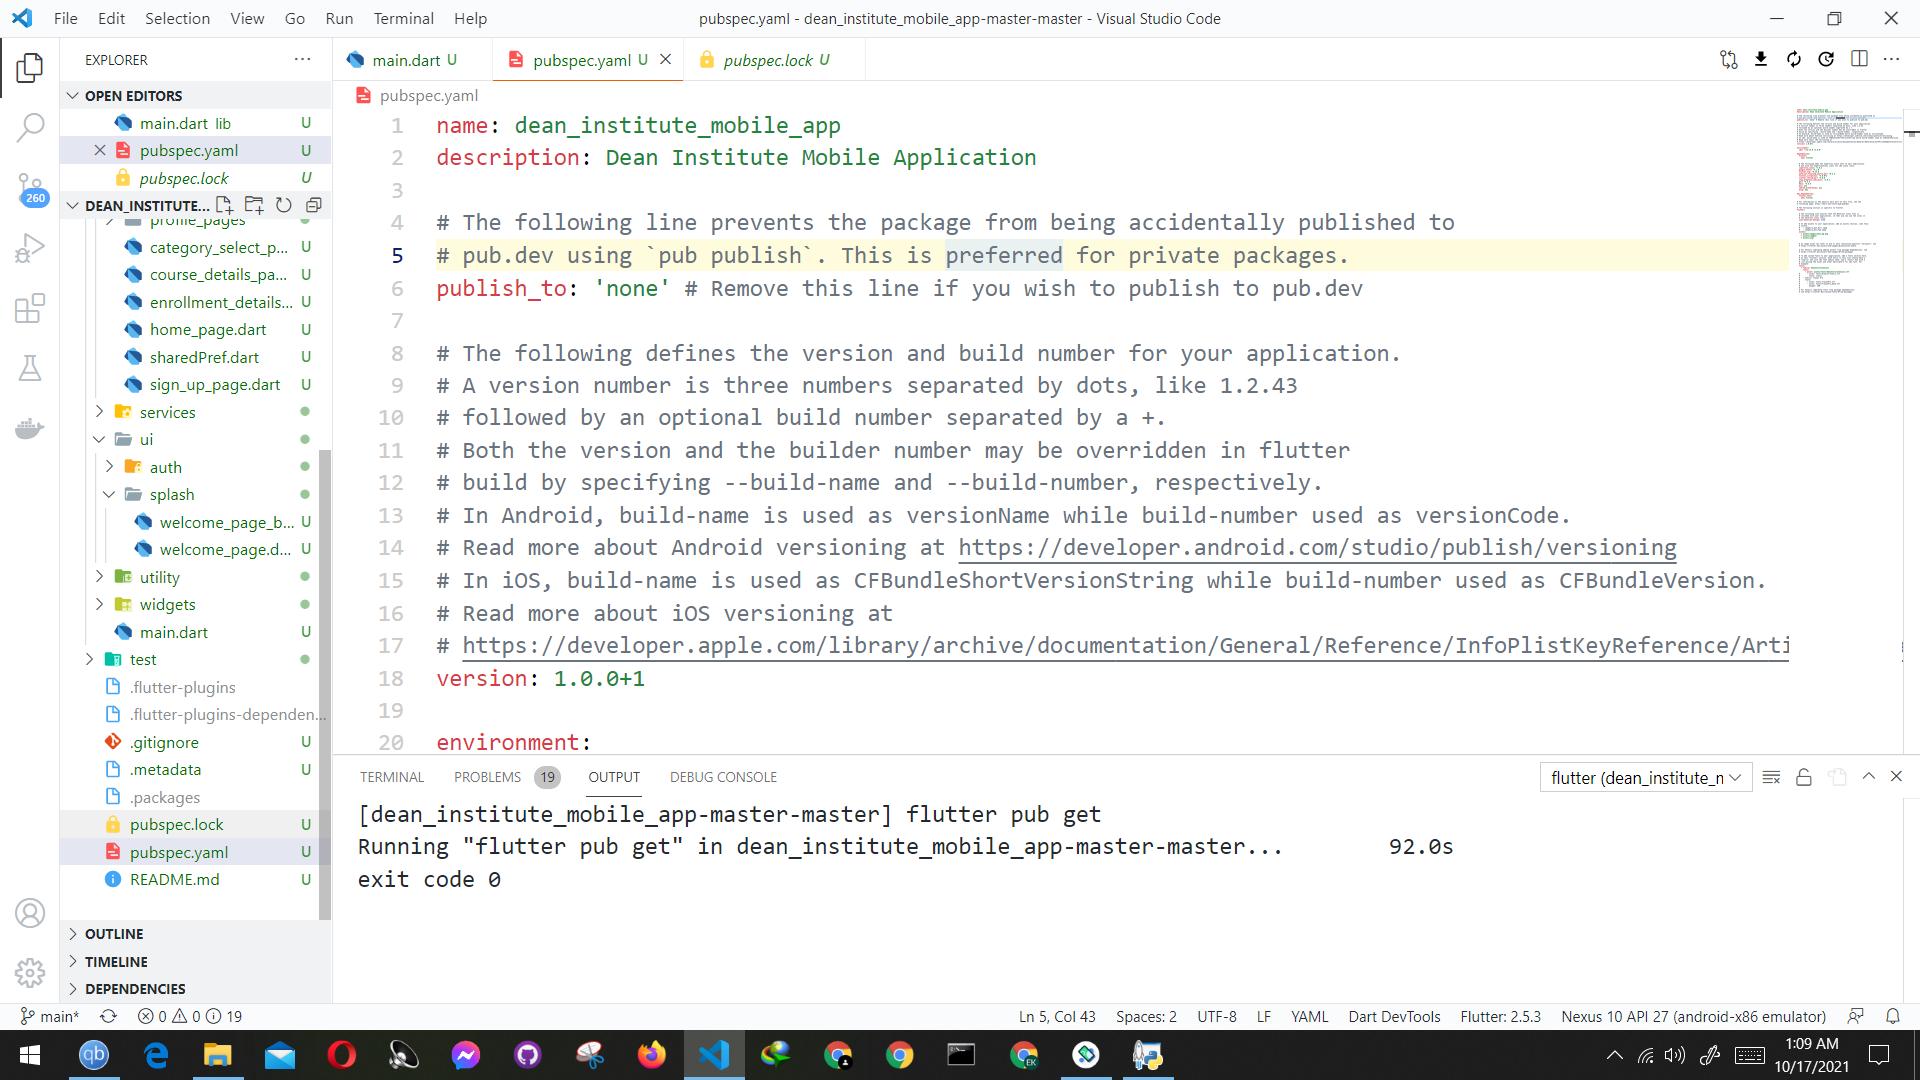 File Edit Selection View Go Run Terminal Help
pubspec.yaml - dean_institute_mobile_app-master-master - Visual Studio Code
EXPLORER
OPEN EDITORS
main.dart lib U
pubspec.yaml U
pubspec.lock U
260
DEAN_INSTITUTE...
profile_pages
category_select_p... U
course_details_pa... U
enrollment_details... U
home_page.dart U
sharedPref.dart U
sign_up_page.dart U
services
ui
auth
splash
welcome_page_b... U
welcome_page.d... U
utility
widgets
main.dart U
test
.flutter-plugins
.flutter-plugins-dependen...
.gitignore U
.metadata U
.packages
pubspec.lock U
pubspec.yaml U
README.md U
OUTLINE
TIMELINE
DEPENDENCIES
main.dart U
pubspec.yaml U
pubspec.lock U
pubspec.yaml
1 name: dean_institute_mobile_app
2 description: Dean Institute Mobile Application
3
4 # The following line prevents the package from being accidentally published to
5 # pub.dev using `pub publish`. This is preferred for private packages.
6 publish_to: 'none' # Remove this line if you wish to publish to pub.dev
7
8 # The following defines the version and build number for your application.
9 # A version number is three numbers separated by dots, like 1.2.43
10 # followed by an optional build number separated by a +.
11 # Both the version and the builder number may be overridden in flutter
12 # build by specifying --build-name and --build-number, respectively.
13 # In Android, build-name is used as versionName while build-number used as versionCode.
14 # Read more about Android versioning at https://developer.android.com/studio/publish/versioning
15 # In iOS, build-name is used as CFBundleShortVersionString while build-number used as CFBundleVersion.
16 # Read more about iOS versioning at
17 # https://developer.apple.com/library/archive/documentation/General/Reference/InfoPlistKeyReference/Arti
18 version: 1.0.0+1
19
20 environment:
TERMINAL PROBLEMS 19 OUTPUT DEBUG CONSOLE
flutter (dean_institute_n
[dean_institute_mobile_app-master-master] flutter pub get
Running "flutter pub get" in dean_institute_mobile_app-master-master... 92.0s
exit code 0
main* 0 0 19
Ln 5, Col 43 Spaces: 2 UTF-8 LF YAML Dart DevTools Flutter: 2.5.3 Nexus 10 API 27 (android-x86 emulator)
qb
EK
1:09 AM
10/17/2021